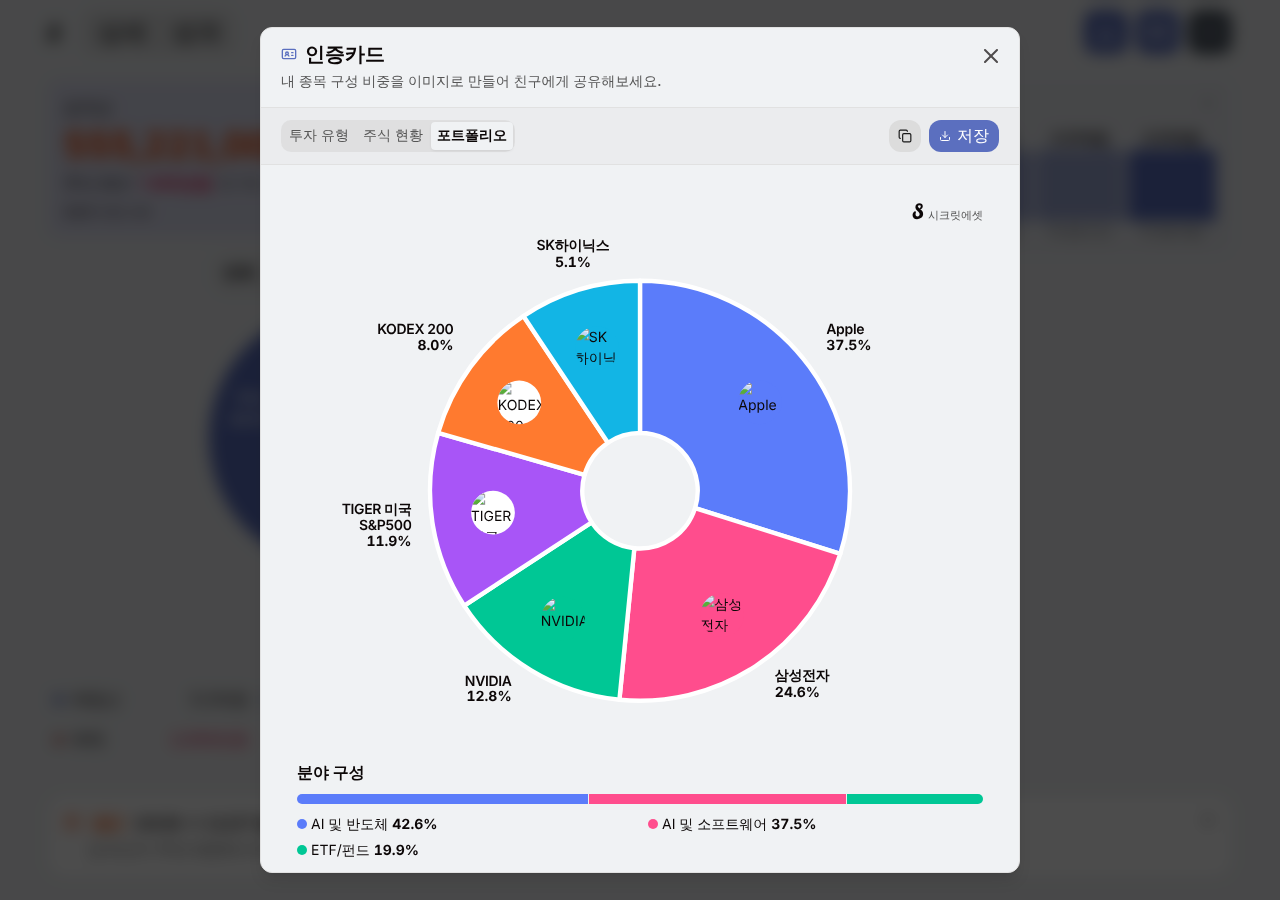 인증카드
내 종목 구성 비중을 이미지로 만들어 친구에게 공유해보세요.
투자 유형 주식 현황 포트폴리오 저장
8 시크릿에셋
SK하이닉스
5.1%
KODEX 200
8.0%
Apple
37.5%
SK
하이닉
Apple
KODEX
TIGER
TIGER 미국
S&P500
11.9%
삼성
전자
NVIDIA
NVIDIA
12.8%
삼성전자
24.6%
분야 구성
AI 및 반도체 42.6% AI 및 소프트웨어 37.5%
ETF/펀드 19.9%